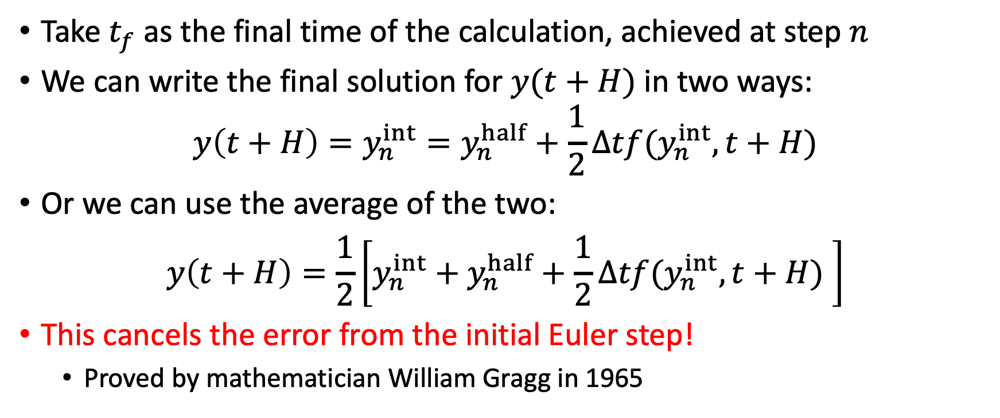 • Take $t_f$ as the final time of the calculation, achieved at step $n$
• We can write the final solution for $y(t + H)$ in two ways:
$y(t + H) = y_n^{\text{int}} = y_n^{\text{half}} + \frac{1}{2}\Delta t f(y_n^{\text{int}}, t + H)$
• Or we can use the average of the two:
$y(t + H) = \frac{1}{2}\left[y_n^{\text{int}} + y_n^{\text{half}} + \frac{1}{2}\Delta t f(y_n^{\text{int}}, t + H)\right]$
• This cancels the error from the initial Euler step!
• Proved by mathematician William Gragg in 1965